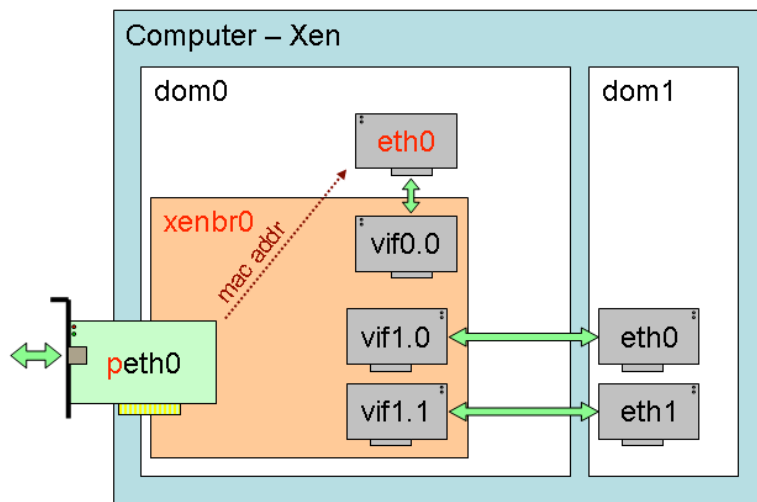 Computer – Xen
dom0
dom1
eth0
xenbr0
mac addr
vif0.0
peth0
vif1.0
eth0
vif1.1
eth1